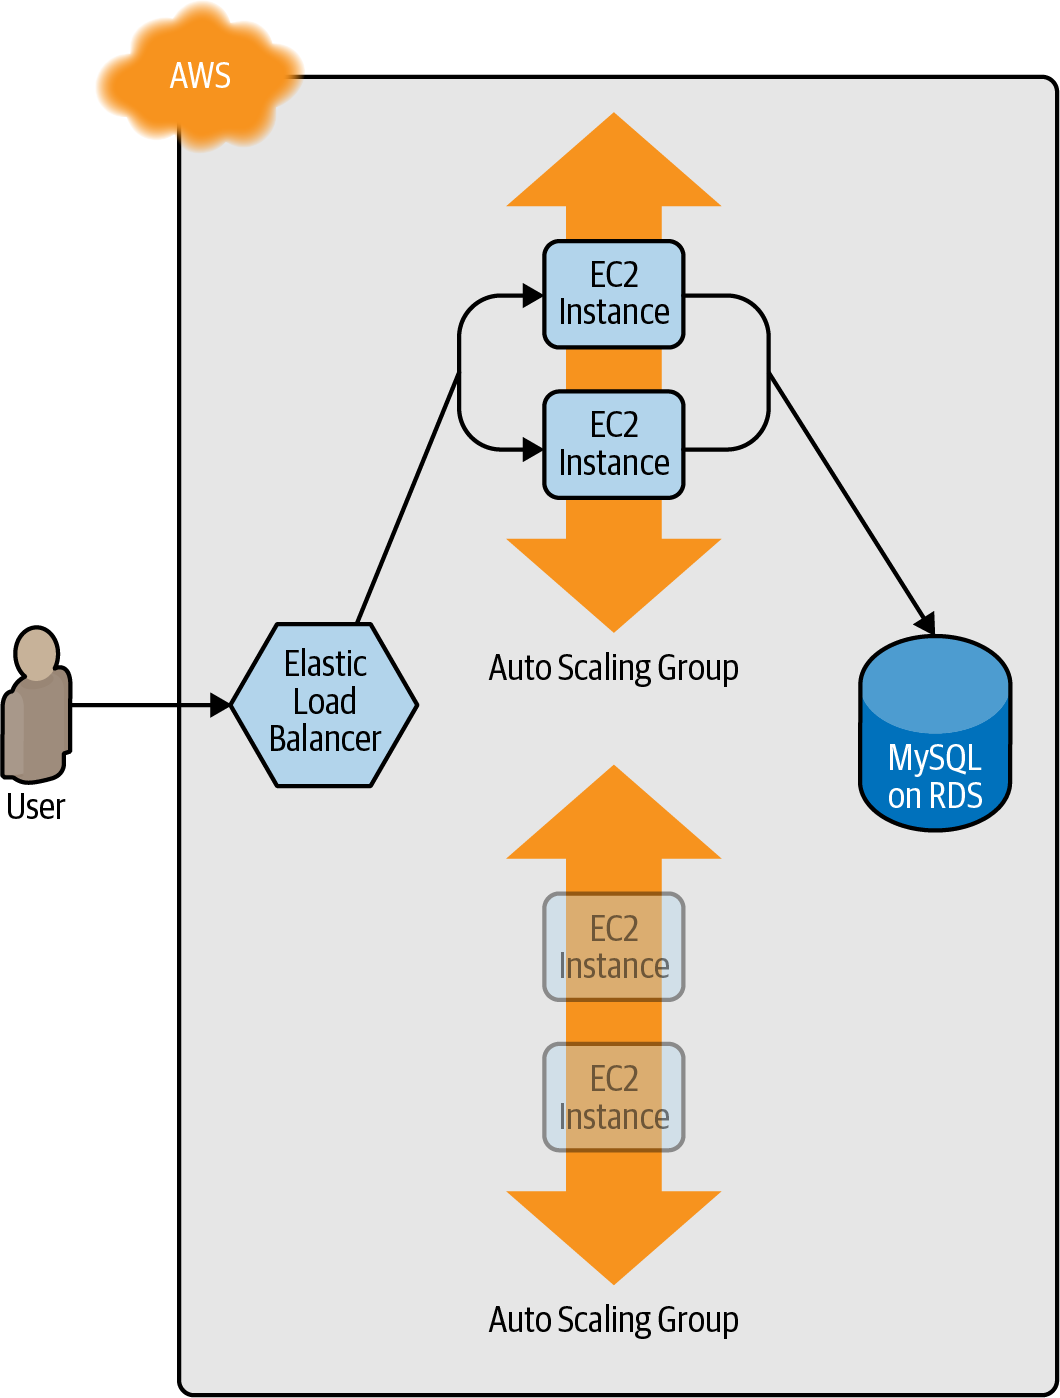 AWS
EC2
Instance
EC2
Instance
Auto Scaling Group
Elastic
Load
Balancer
User
MySQL
on RDS
EC2
Instance
EC2
Instance
Auto Scaling Group